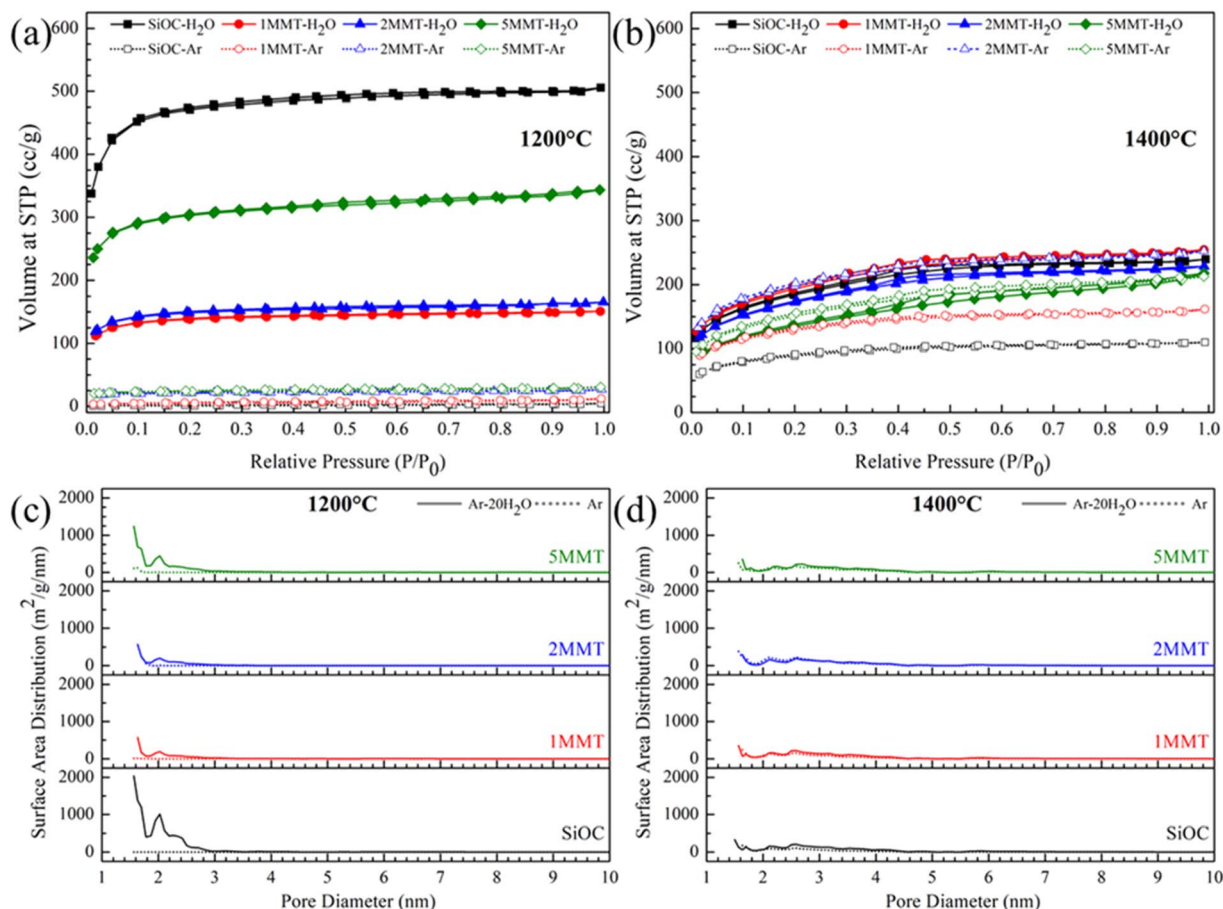 (a)
SiOC-H2O 1MMT-H2O 2MMT-H2O 5MMT-H2O
SiOC-Ar 1MMT-Ar 2MMT-Ar 5MMT-Ar
1200°C
Volume at STP (cc/g)
600
500
400
300
200
100
0
0.0 0.1 0.2 0.3 0.4 0.5 0.6 0.7 0.8 0.9 1.0
Relative Pressure (P/P0)
(b)
SiOC-H2O 1MMT-H2O 2MMT-H2O 5MMT-H2O
SiOC-Ar 1MMT-Ar 2MMT-Ar 5MMT-Ar
1400°C
Volume at STP (cc/g)
600
500
400
300
200
100
0
0.0 0.1 0.2 0.3 0.4 0.5 0.6 0.7 0.8 0.9 1.0
Relative Pressure (P/P0)
(c)
1200°C
Ar-20H2O Ar
Surface Area Distribution (m2/g/nm)
2000
1000
0
5MMT
2000
1000
0
2MMT
2000
1000
0
1MMT
2000
1000
0
SiOC
1 2 3 4 5 6 7 8 9 10
Pore Diameter (nm)
(d)
1400°C
Ar-20H2O Ar
Surface Area Distribution (m2/g/nm)
2000
1000
0
5MMT
2000
1000
0
2MMT
2000
1000
0
1MMT
2000
1000
0
SiOC
1 2 3 4 5 6 7 8 9 10
Pore Diameter (nm)